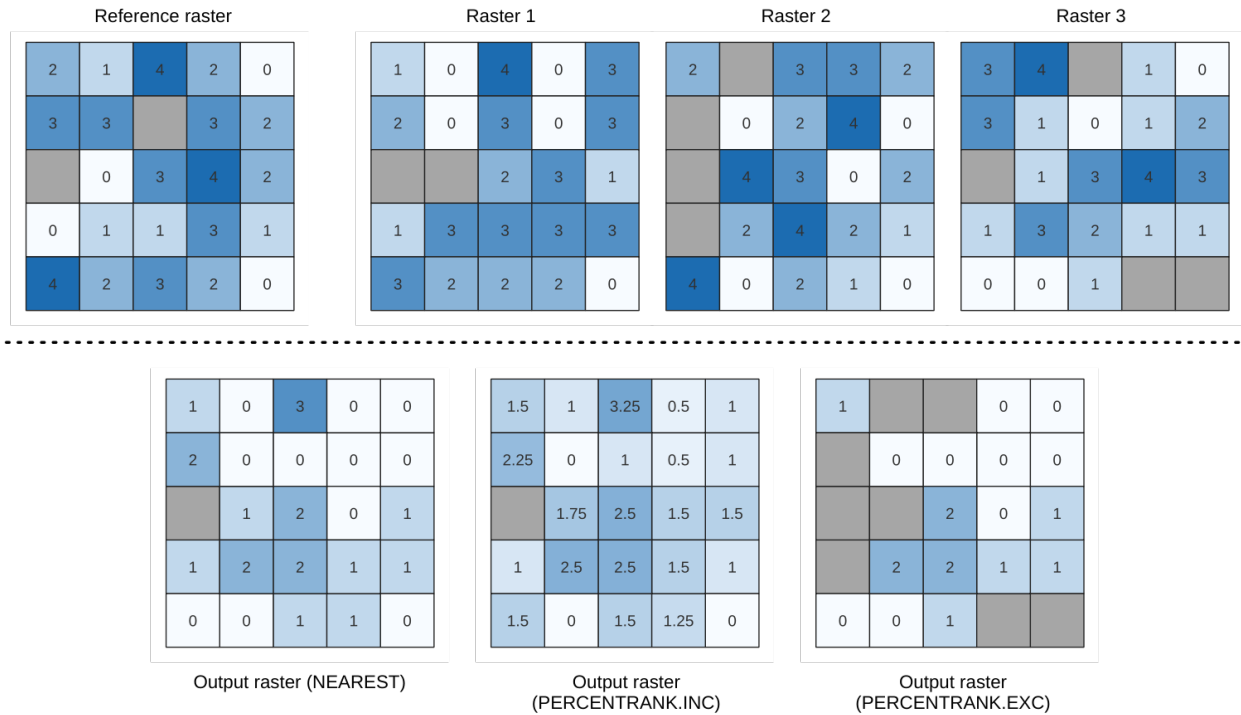 Reference raster Raster 1 Raster 2 Raster 3
2 1 4 2 0 1 0 4 0 3 2 3 3 2 3 4 1 0
3 3 3 2 2 0 3 0 3 0 2 4 0 3 1 0 1 2
0 3 4 2 2 3 1 4 3 0 2 1 3 4 3
0 1 1 3 1 1 3 3 3 3 2 4 2 1 1 3 2 1 1
4 2 3 2 0 3 2 2 2 0 4 0 2 1 0 0 0 1
1 0 3 0 0 1.5 1 3.25 0.5 1 1 0 0
2 0 0 0 0 2.25 0 1 0.5 1 0 0 0 0
1 2 0 1 1.75 2.5 1.5 1.5 2 0 1
1 2 2 1 1 1 2.5 2.5 1.5 1 2 2 1 1
0 0 1 1 0 1.5 0 1.5 1.25 0 0 0 1
Output raster (NEAREST) Output raster Output raster
(PERCENTRANK.INC) (PERCENTRANK.EXC)